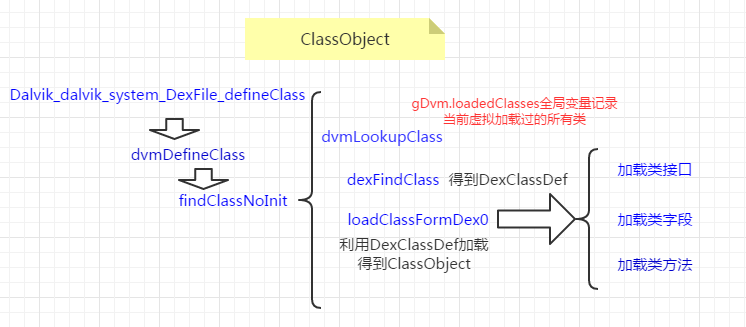 ClassObject
Dalvik_dalvik_system_DexFile_defineClass
dvmDefineClass
findClassNoInit
gDvm.loadedClasses全局变量记录
当前虚拟加载过的所有类
dvmLookupClass
dexFindClass 得到DexClassDef
loadClassFormDex0
利用DexClassDef加载
得到ClassObject
加载类接口
加载类字段
加载类方法